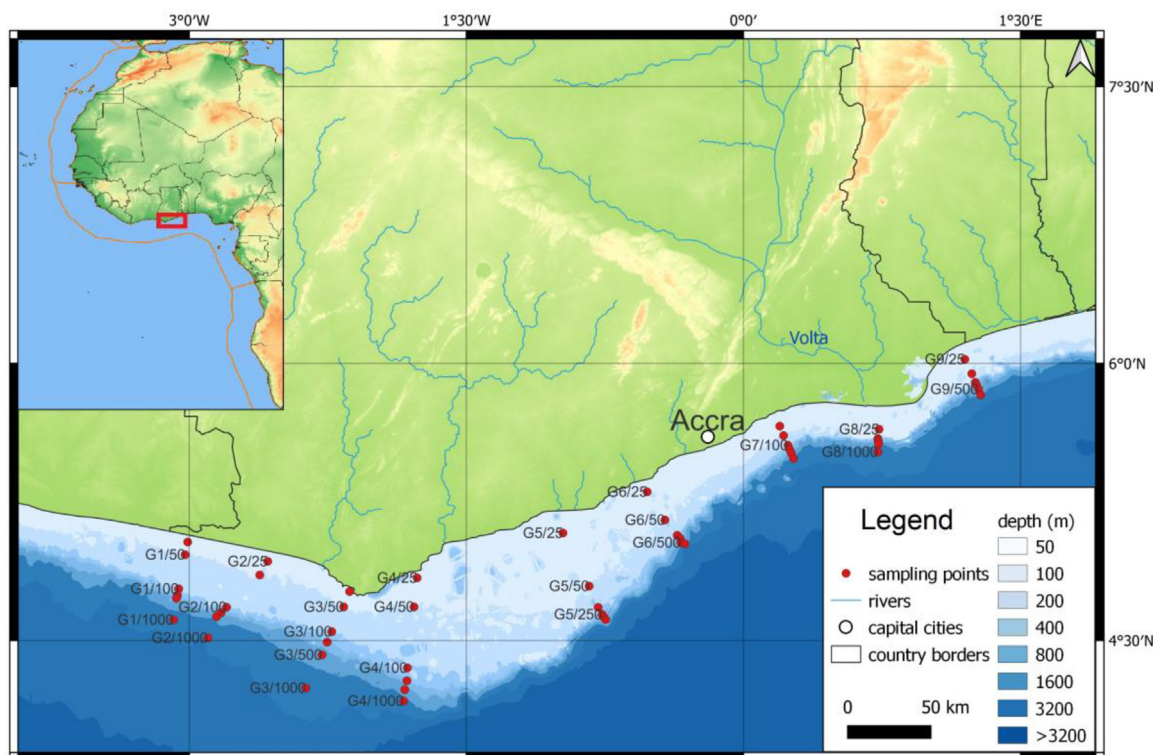 3°0'W 1°30'W 0°0' 1°30'E
7°30'
Volta
6°0'N
G9/25
G9/500
Accra
G8/25
G7/100
G8/1000
G6/25
G6/50
G5/25
G6/500
G1/50
G2/25
G4/25
G5/50
G1/100
G2/100
G3/50
G4/50
G5/250
G1/1000
G3/100
G2/1000
4°30'N
G3/500
G4/100
G3/1000
G4/1000
Legend
sampling points
rivers
capital cities
country borders
0 50 km
depth (m)
50
100
200
400
800
1600
3200
>3200